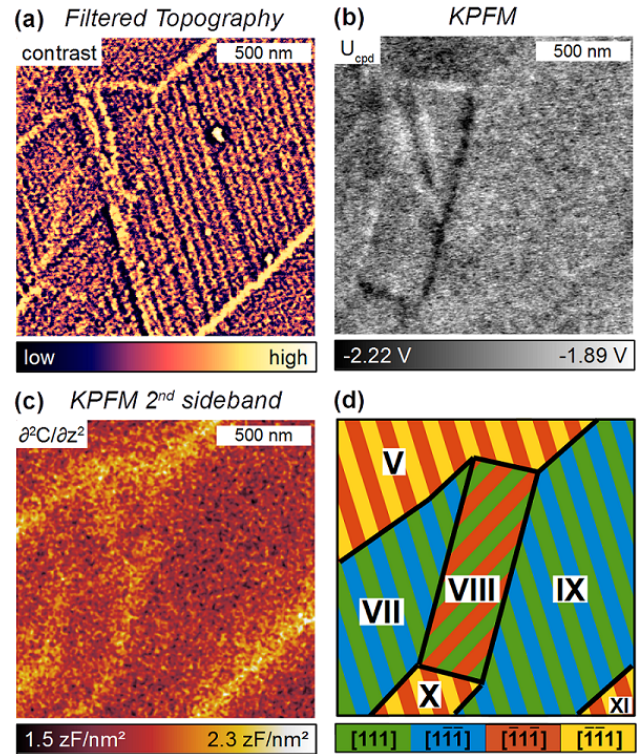 (a) Filtered Topography
contrast
500 nm
low
high
(b) KPFM
U_cpd
500 nm
-2.22 V
-1.89 V
(c) KPFM 2nd sideband
∂²C/∂z²
500 nm
1.5 zF/nm²
2.3 zF/nm²
(d)
V
VII
VIII
IX
X
XI
[111] [11̄1̄] [1̄11̄] [1̄1̄1]